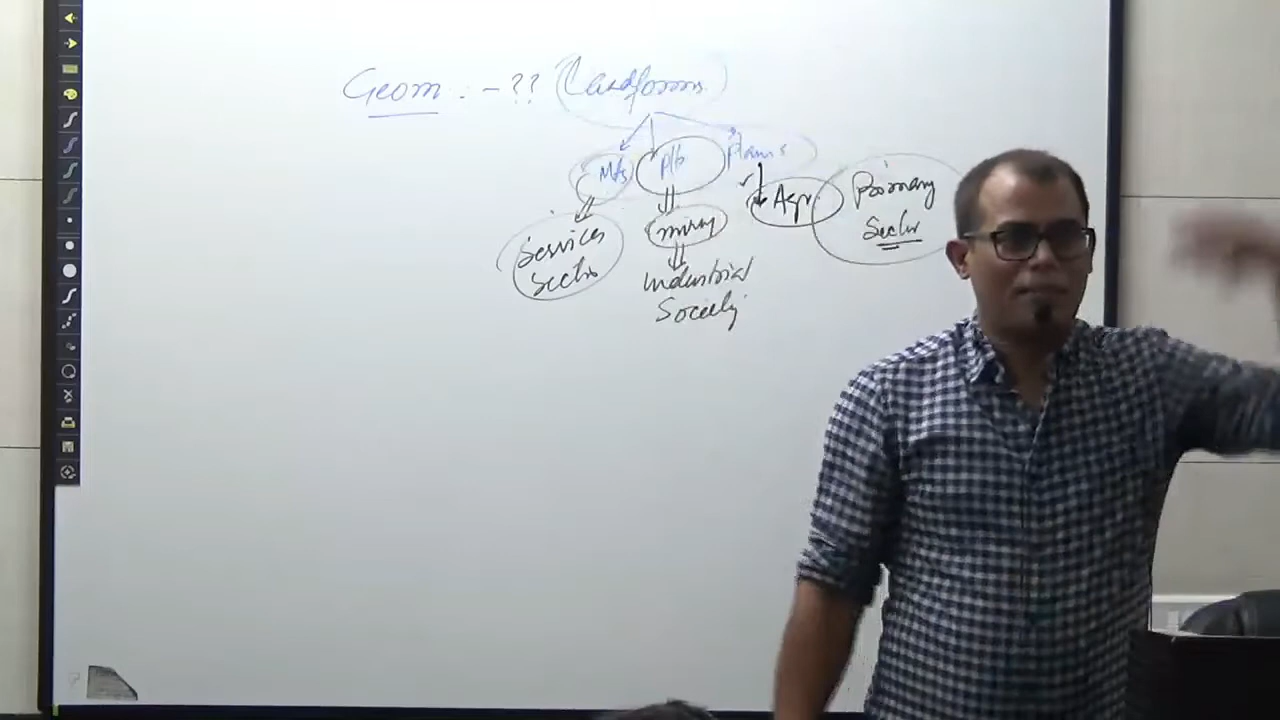 Geom : - ?? (Landforms)
Mts Plt Plains
Agr Primary
Sector
Services mining
Sector
Industrial
Society